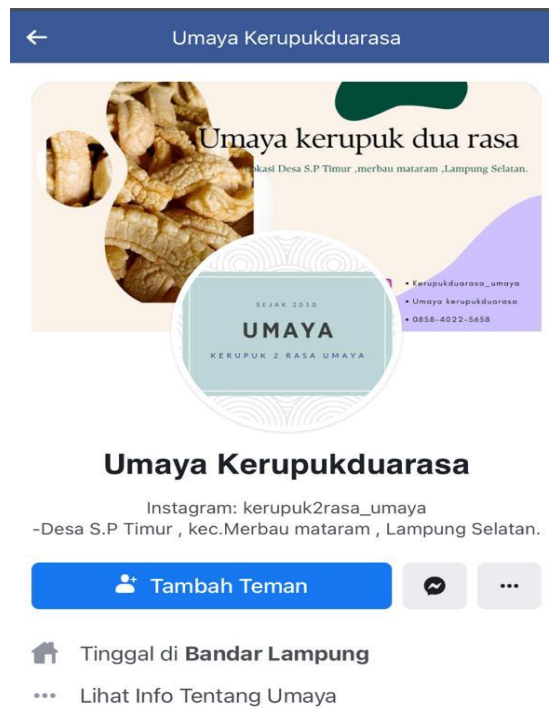 Umaya Kerupukduarasa
Umaya kerupuk dua rasa
Lokasi Desa S.P Timur ,merbau mataram ,Lampung Selatan.
• Kerupukduarasa_umaya
• Umaya kerupukduarasa
• 0858-4022-5658
SEJAK 2010
UMAYA
KERUPUK 2 RASA UMAYA
Umaya Kerupukduarasa
Instagram: kerupuk2rasa_umaya
-Desa S.P Timur , kec.Merbau mataram , Lampung Selatan.
Tambah Teman
Tinggal di Bandar Lampung
Lihat Info Tentang Umaya